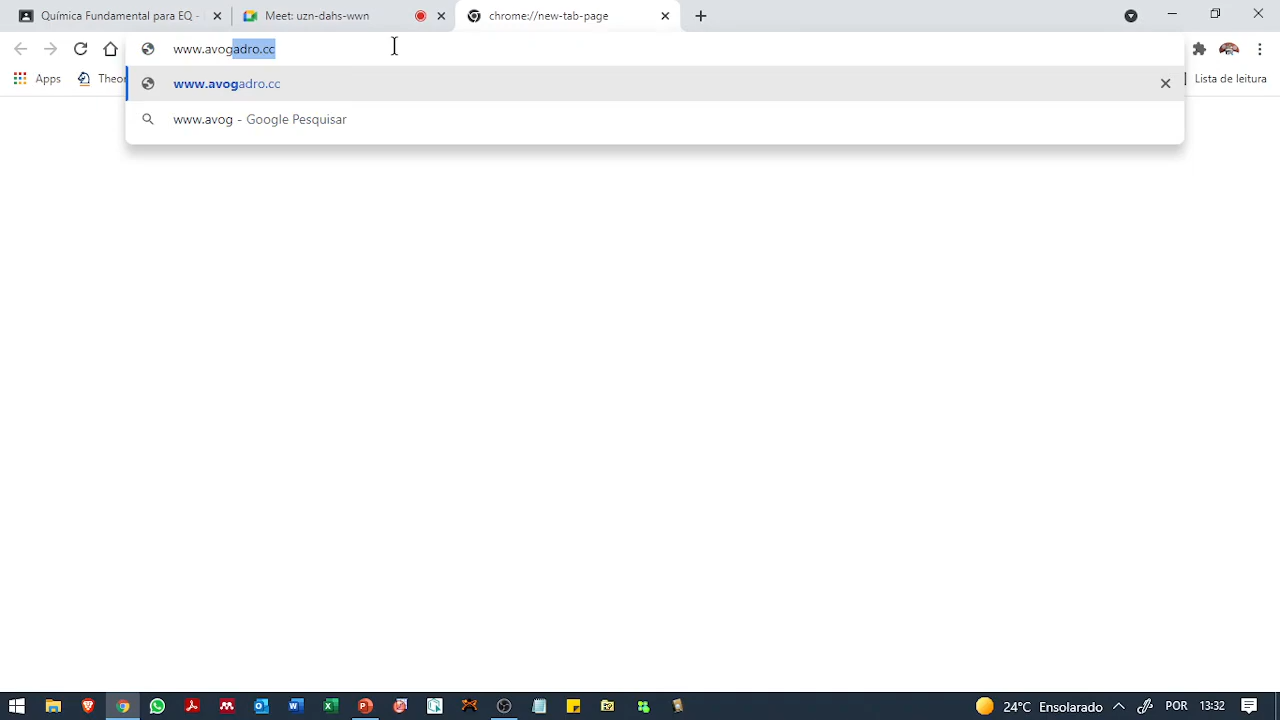 Química Fundamental para EQ -
Meet: uzn-dahs-wwn
chrome://new-tab-page
www.avogadro.cc
Apps
Theor
www.avogadro.cc
Lista de leitura
www.avog - Google Pesquisar
24°C Ensolarado
POR
13:32